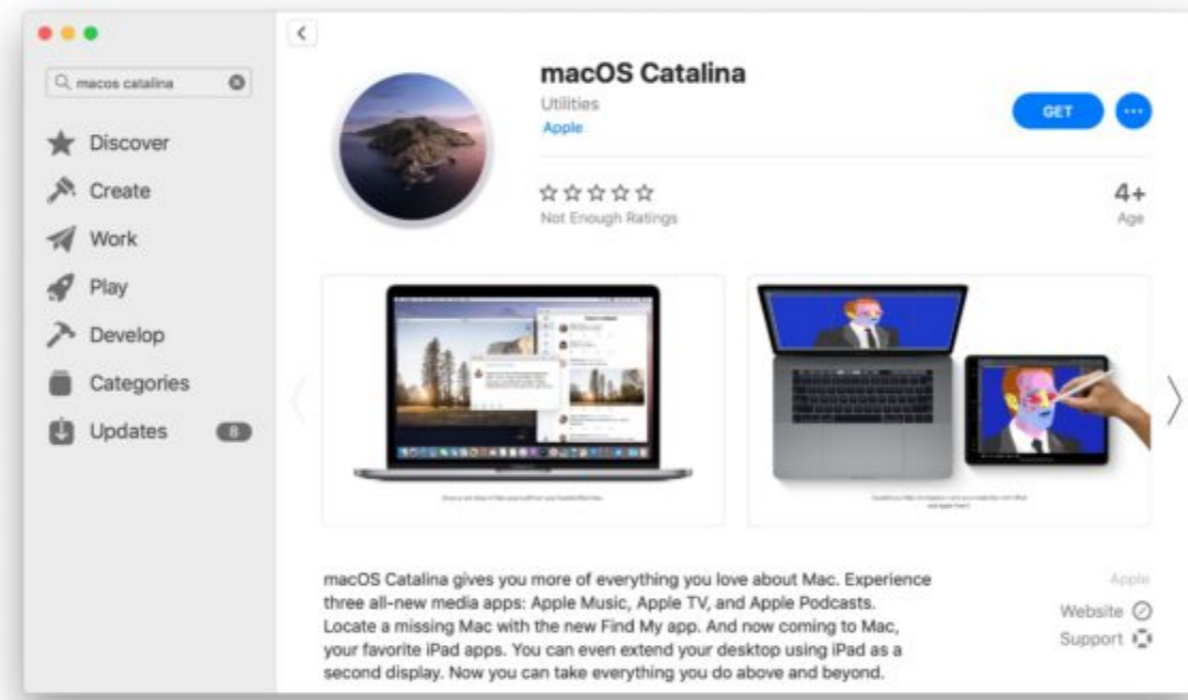 macos catalina
Discover
Create
Work
Play
Develop
Categories
Updates 8
macOS Catalina
Utilities
Apple
GET
Not Enough Ratings
4+
Age
macOS Catalina gives you more of everything you love about Mac. Experience
three all-new media apps: Apple Music, Apple TV, and Apple Podcasts.
Locate a missing Mac with the new Find My app. And now coming to Mac,
your favorite iPad apps. You can even extend your desktop using iPad as a
second display. Now you can take everything you do above and beyond.
Apple
Website
Support